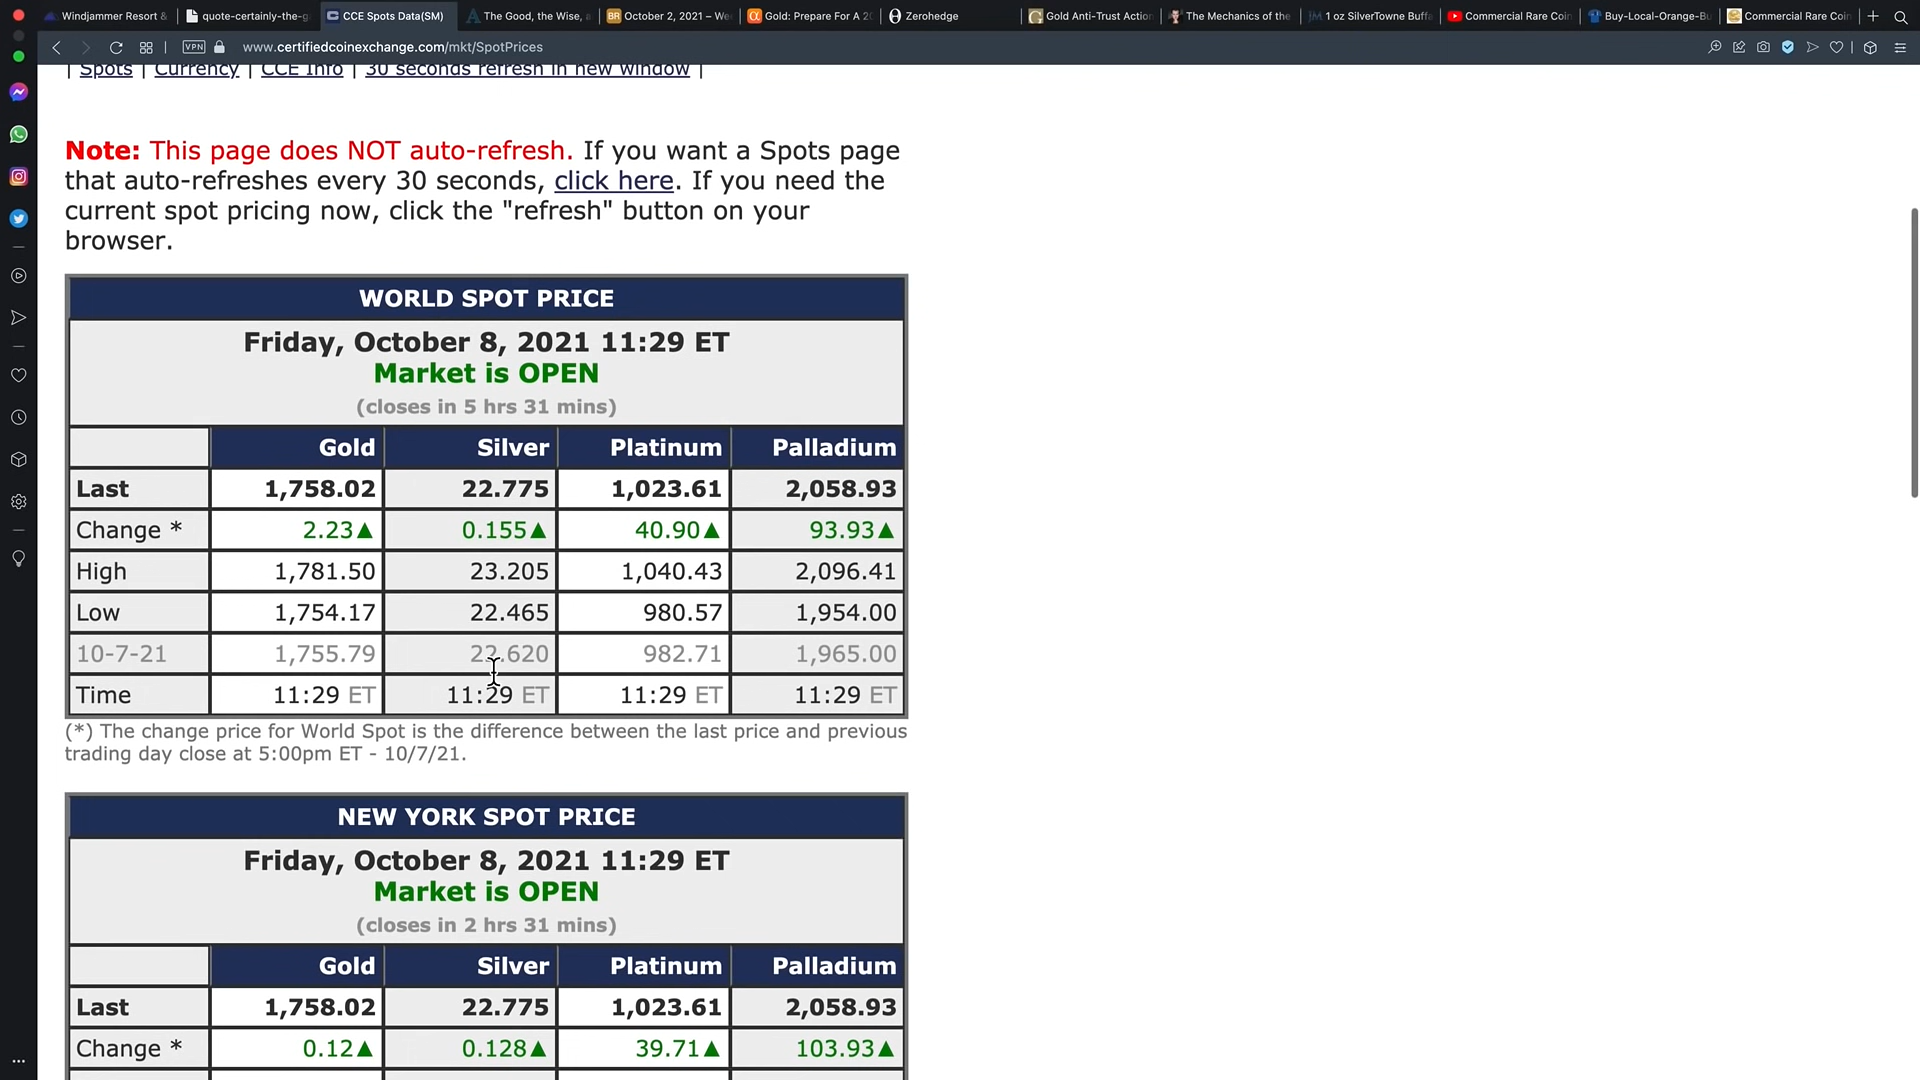 Windjammer Resort &
quote-certainly-the-g
CCE Spots Data(SM)
The Good, the Wise, a
October 2, 2021 – We
Gold: Prepare For A 20
Zerohedge
Gold Anti-Trust Action
The Mechanics of the
1 oz SilverTowne Buffa
Commercial Rare Coin
Buy-Local-Orange-Bu
Commercial Rare Coin
VPN
www.certifiedcoinexchange.com/mkt/SpotPrices
| Spots | Currency | CCE Info | 30 seconds refresh in new window |
Note: This page does NOT auto-refresh. If you want a Spots page
that auto-refreshes every 30 seconds, click here. If you need the
current spot pricing now, click the "refresh" button on your
browser.
WORLD SPOT PRICE
Friday, October 8, 2021 11:29 ET
Market is OPEN
(closes in 5 hrs 31 mins)
Gold Silver Platinum Palladium
Last 1,758.02 22.775 1,023.61 2,058.93
Change * 2.23▲ 0.155▲ 40.90▲ 93.93▲
High 1,781.50 23.205 1,040.43 2,096.41
Low 1,754.17 22.465 980.57 1,954.00
10-7-21 1,755.79 22.620 982.71 1,965.00
Time 11:29 ET 11:29 ET 11:29 ET 11:29 ET
(*) The change price for World Spot is the difference between the last price and previous
trading day close at 5:00pm ET - 10/7/21.
NEW YORK SPOT PRICE
Friday, October 8, 2021 11:29 ET
Market is OPEN
(closes in 2 hrs 31 mins)
Gold Silver Platinum Palladium
Last 1,758.02 22.775 1,023.61 2,058.93
Change * 0.12▲ 0.128▲ 39.71▲ 103.93▲